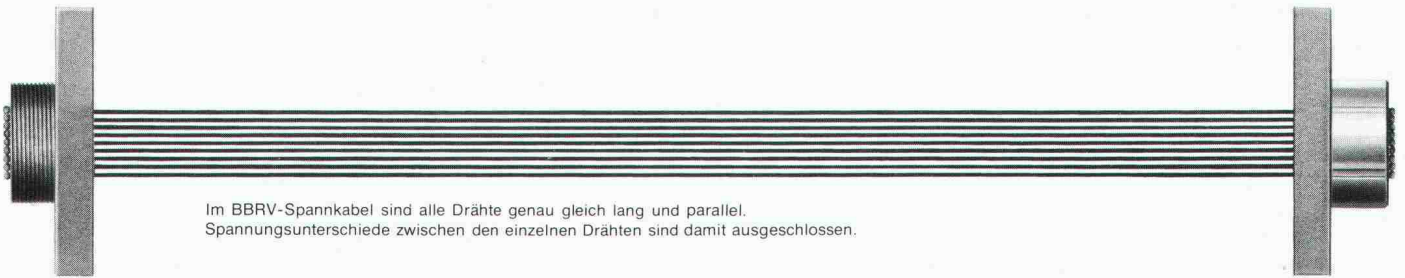 Im BBRV-Spannkabel sind alle Drähte genau gleich lang und parallel.
Spannungsunterschiede zwischen den einzelnen Drähten sind damit ausgeschlossen.